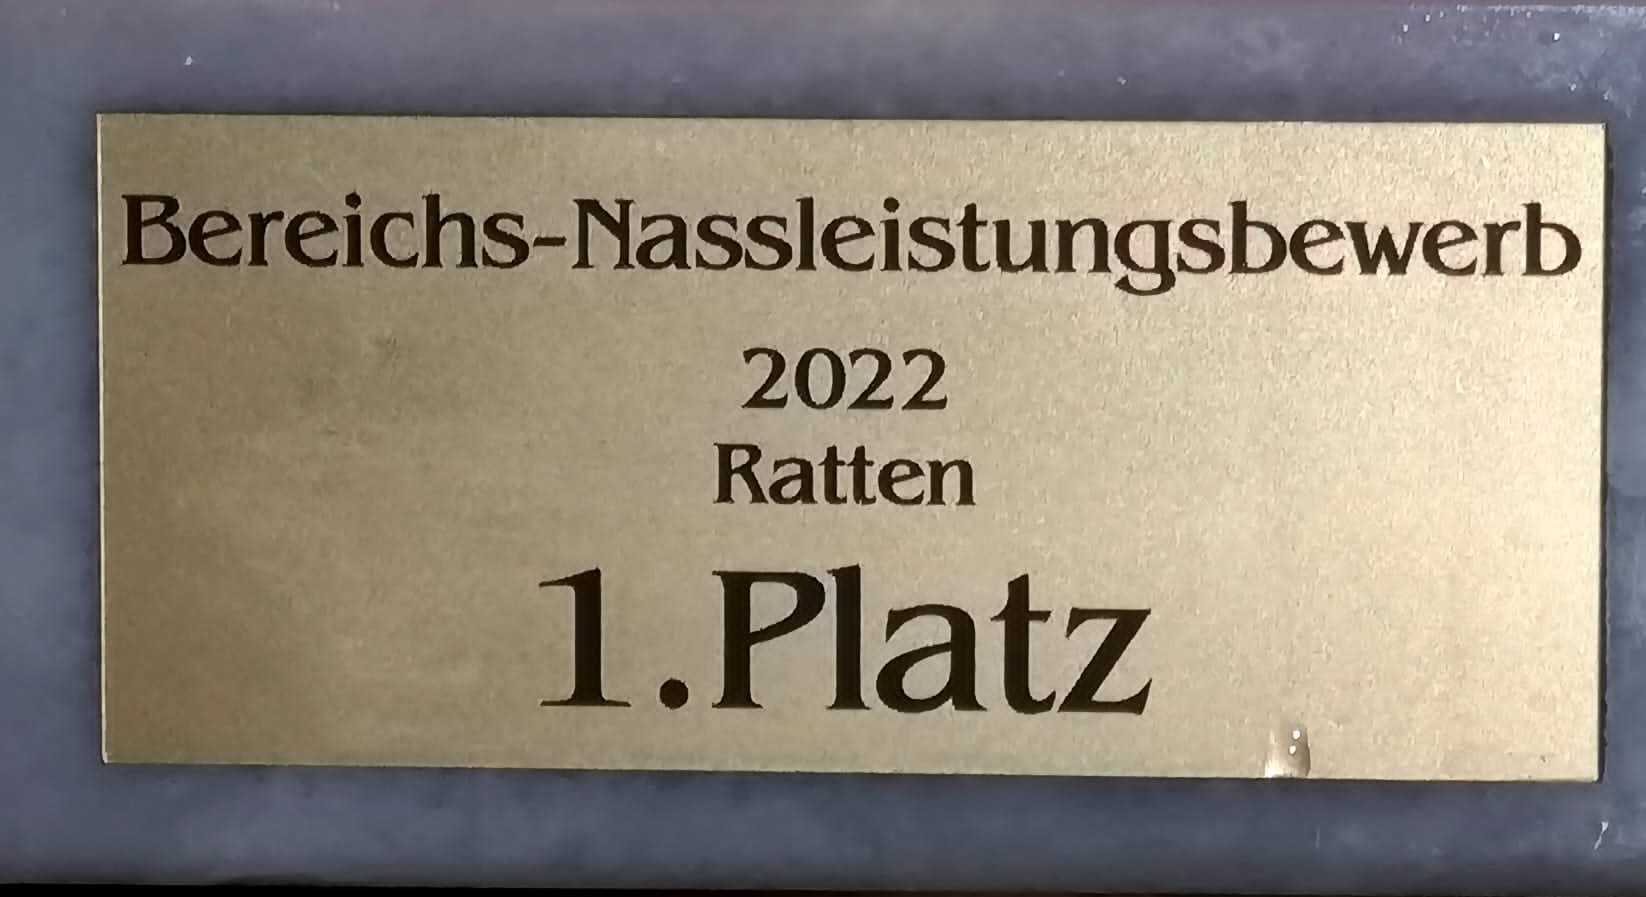 Bereichs-Nassleistungsbewerb
2022
Ratten
1.Platz